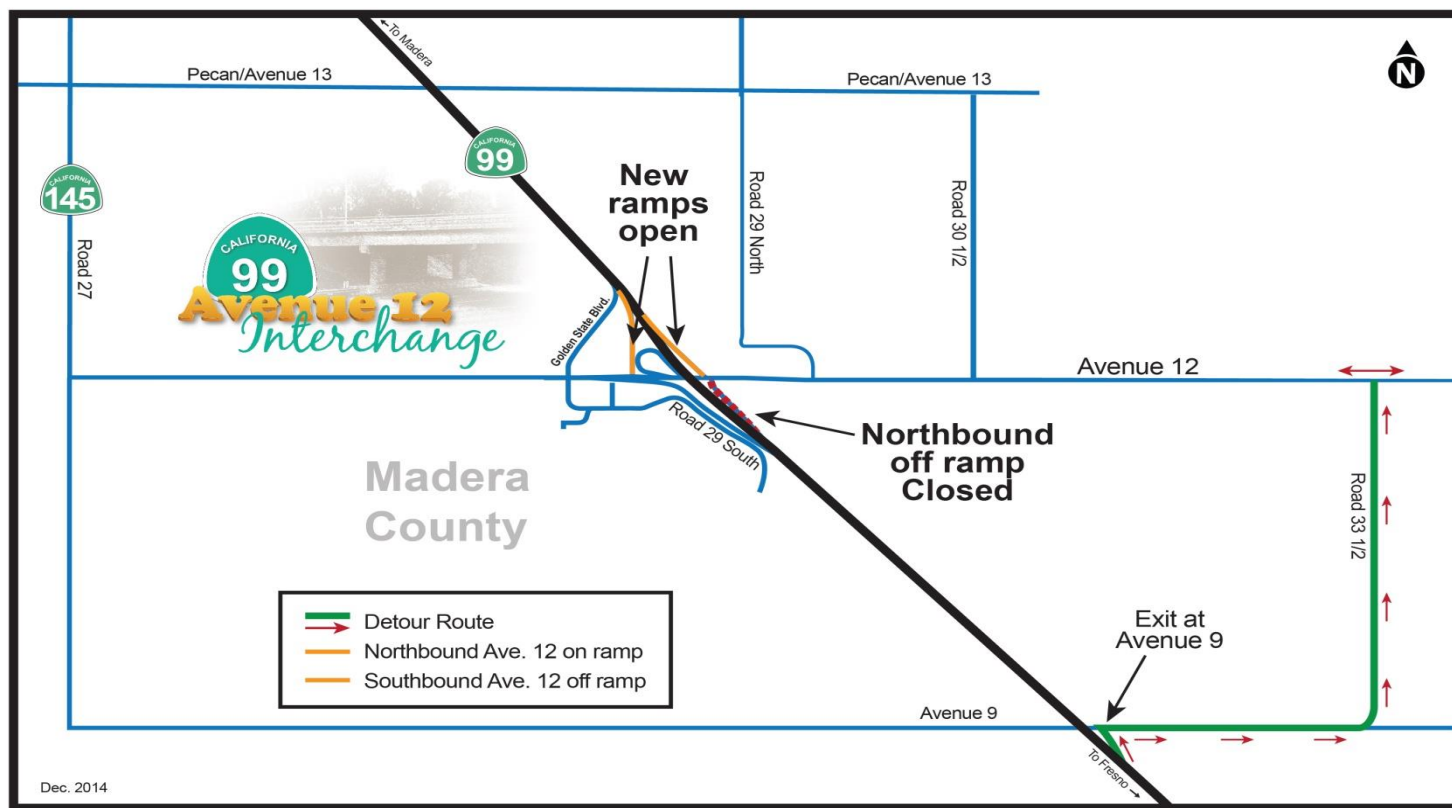 ← To Madera
N
Pecan/Avenue 13
Pecan/Avenue 13
CALIFORNIA
99
CALIFORNIA
145
Road 27
New
ramps
open
Road 29 North
Road 30 1/2
CALIFORNIA
99
Avenue 12
Interchange
Golden State Blvd.
Avenue 12
Road 29 South
Northbound
off ramp
Closed
Road 33 1/2
Madera
County
Detour Route
Northbound Ave. 12 on ramp
Southbound Ave. 12 off ramp
Exit at
Avenue 9
Avenue 9
To Fresno →
Dec. 2014